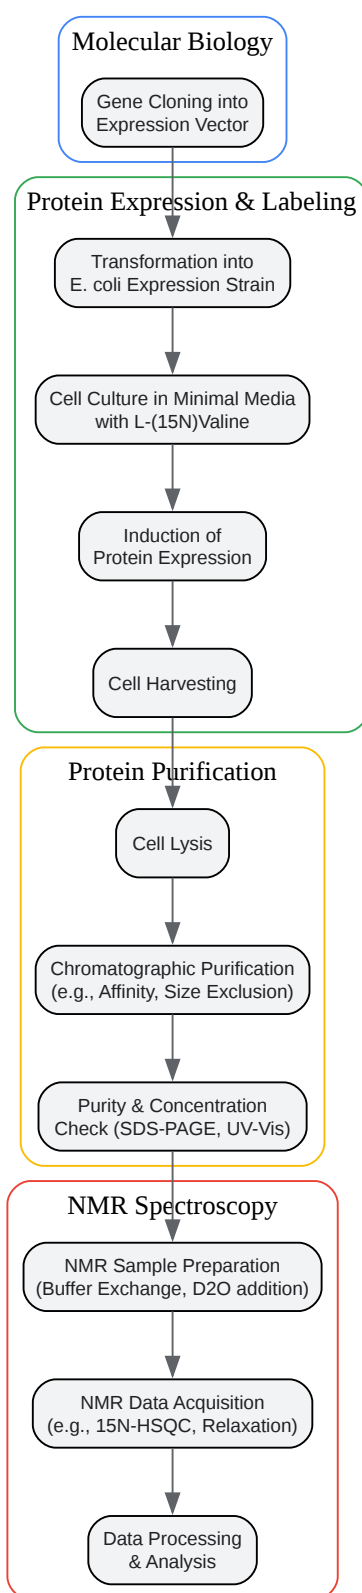 Molecular Biology
Gene Cloning into
Expression Vector
Protein Expression & Labeling
Transformation into
E. coli Expression Strain
Cell Culture in Minimal Media
with L-(15N)Valine
Induction of
Protein Expression
Cell Harvesting
Protein Purification
Cell Lysis
Chromatographic Purification
(e.g., Affinity, Size Exclusion)
Purity & Concentration
Check (SDS-PAGE, UV-Vis)
NMR Spectroscopy
NMR Sample Preparation
(Buffer Exchange, D2O addition)
NMR Data Acquisition
(e.g., 15N-HSQC, Relaxation)
Data Processing
& Analysis